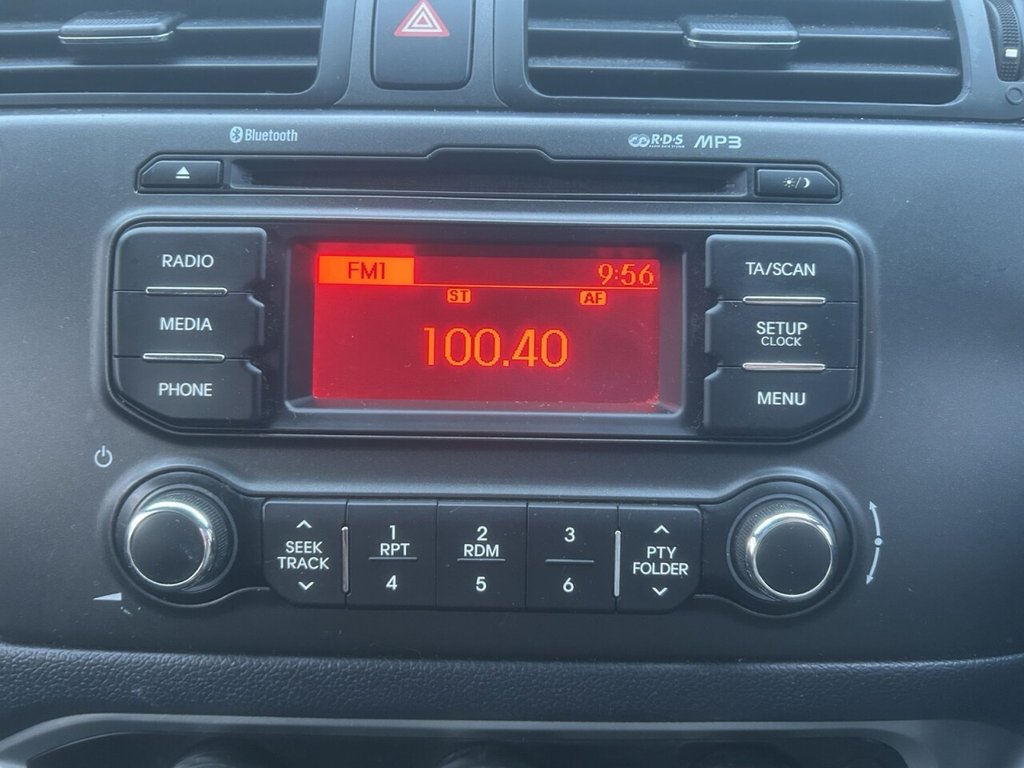 Bluetooth
R·D·S MP3
RADIO
MEDIA
PHONE
FM1 9:56
ST AF
100.40
TA/SCAN
SETUP
CLOCK
MENU
SEEK
TRACK
1
RPT
4
2
RDM
5
3
6
PTY
FOLDER